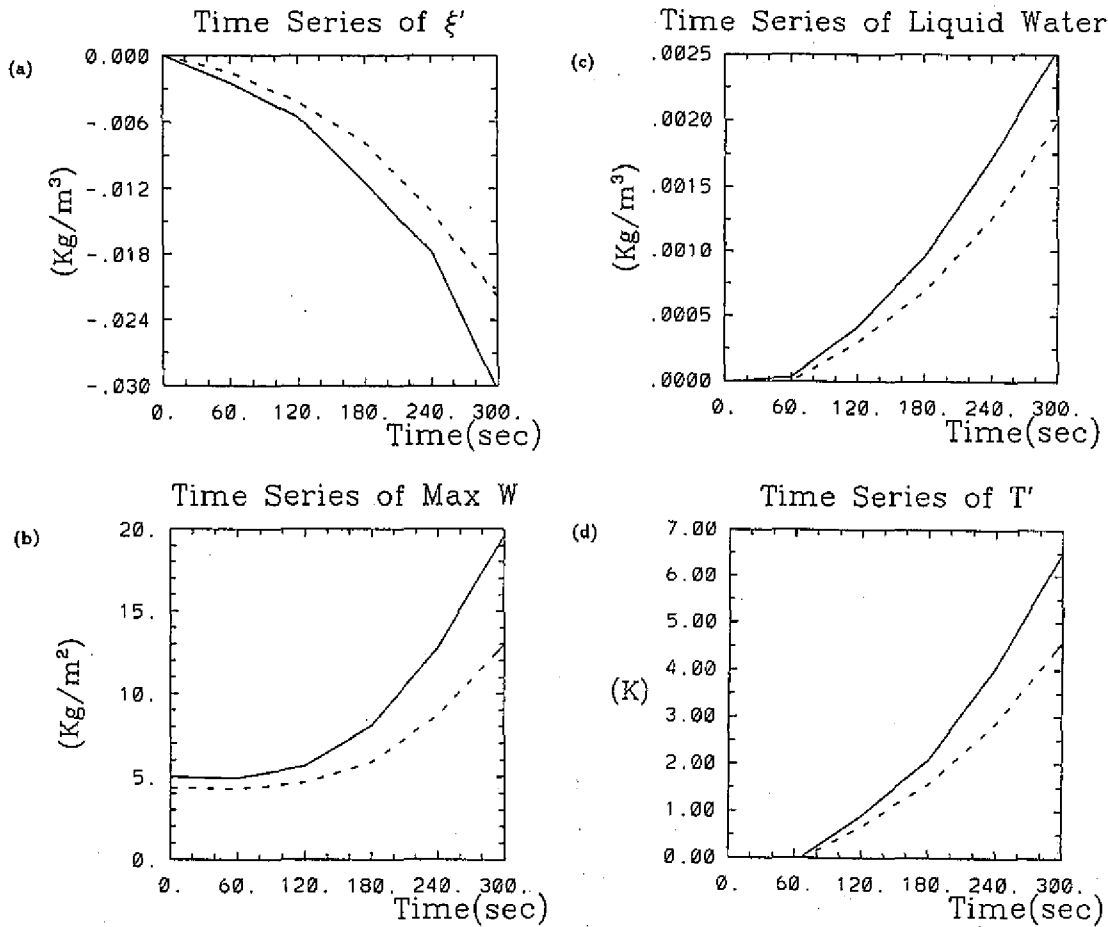 Time Series of ξ'
(a)
0.000
-.006
-.012
-.018
-.024
-.030
(Kg/m³)
0. 60. 120. 180. 240. 300.
Time(sec)
Time Series of Liquid Water
(c)
.0025
.0020
.0015
.0010
.0005
.0000
(Kg/m³)
0. 60. 120. 180. 240. 300.
Time(sec)
Time Series of Max W
(b)
20.
15.
10.
5.
0.
(Kg/m²)
0. 60. 120. 180. 240. 300.
Time(sec)
Time Series of T'
(d)
7.00
6.00
5.00
4.00
3.00
2.00
1.00
0.00
(K)
0. 60. 120. 180. 240. 300.
Time(sec)